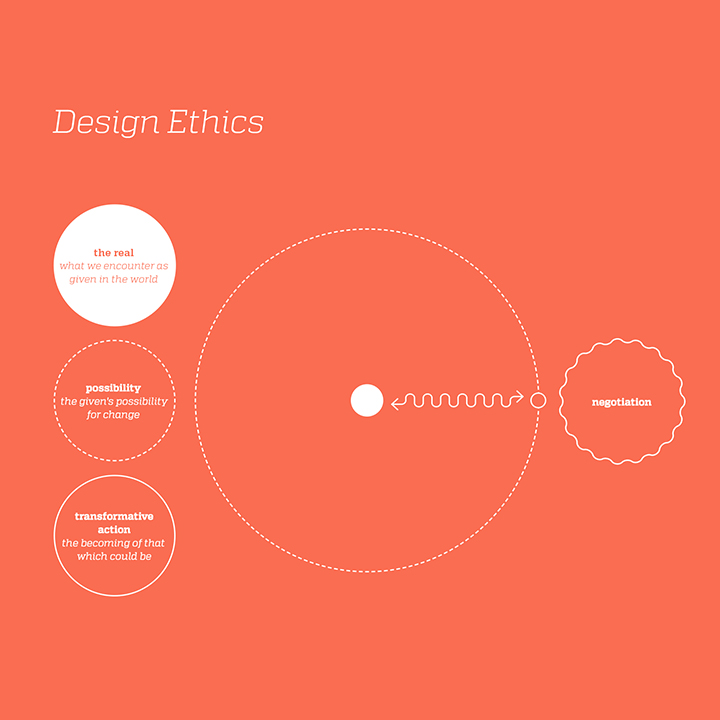 Design Ethics
the real
what we encounter as
given in the world
possibility
the given's possibility
for change
transformative
action
the becoming of that
which could be
negotiation